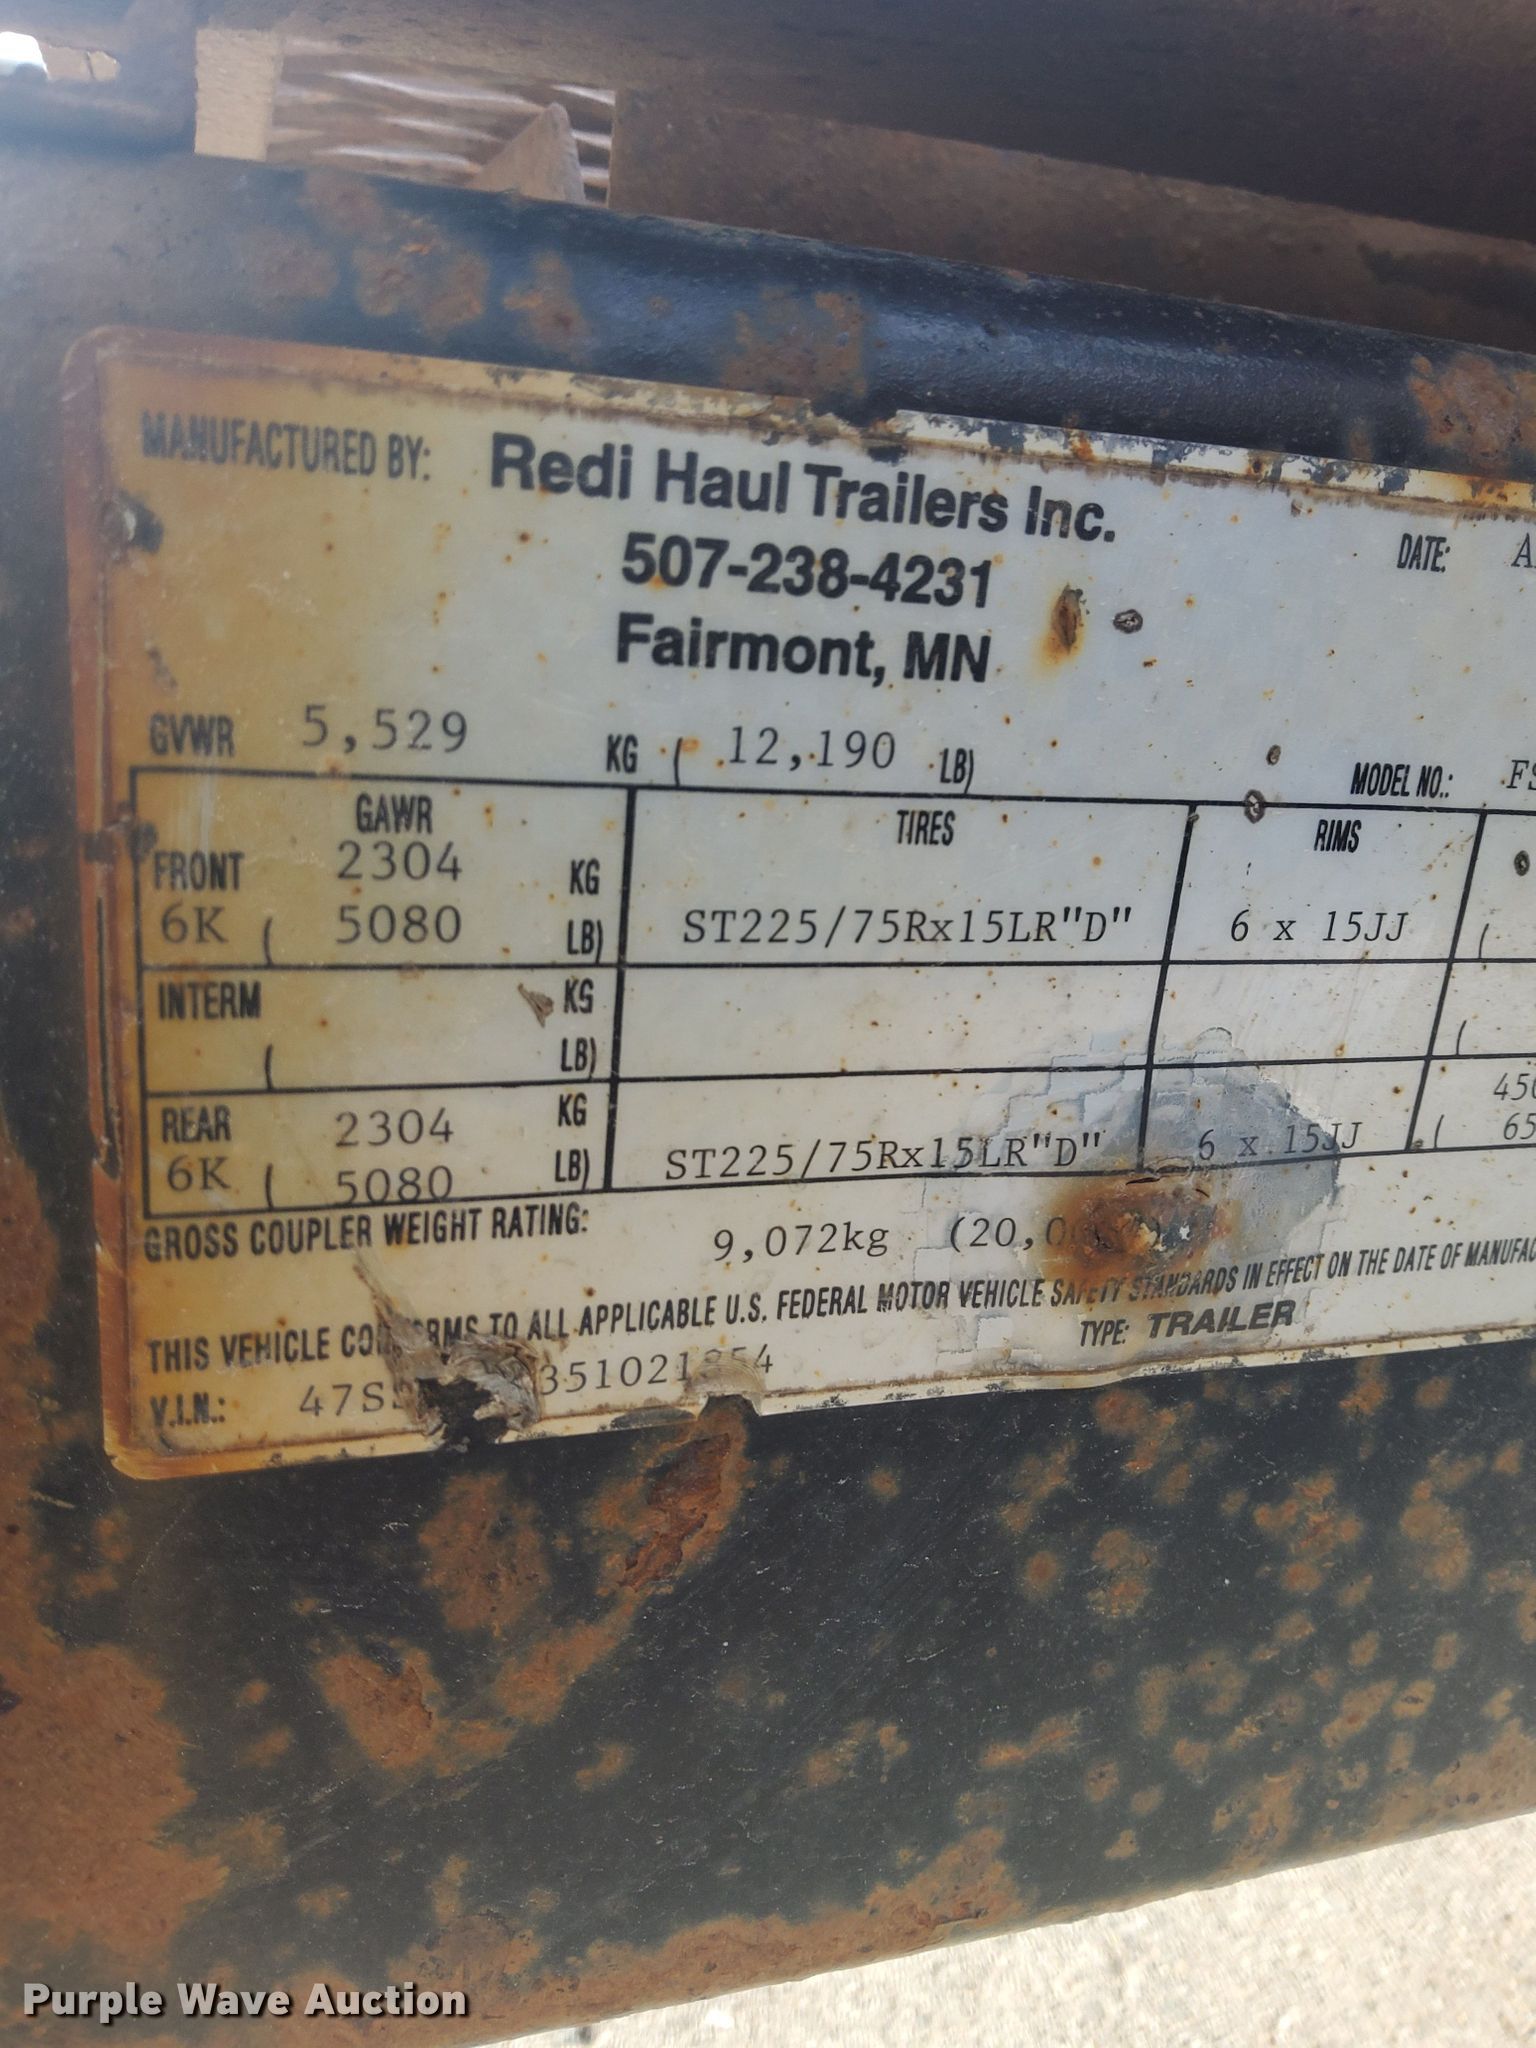 MANUFACTURED BY: Redi Haul Trailers Inc.
507-238-4231
DATE:
Fairmont, MN
GVWR 5,529 KG ( 12,190 LB)
MODEL NO.:
GAWR TIRES RIMS
FRONT 2304 KG
6K ( 5080 LB) ST225/75Rx15LR"D" 6 x 15JJ (
INTERM KG
( LB) (
REAR 2304 KG
6K ( 5080 LB) ST225/75Rx15LR"D" 6 x 15JJ (
GROSS COUPLER WEIGHT RATING: 9,072kg
THIS VEHICLE CONFORMS TO ALL APPLICABLE U.S. FEDERAL MOTOR VEHICLE SAFETY STANDARDS IN EFFECT ON THE DATE OF
V.I.N.: TYPE: TRAILER
Purple Wave Auction